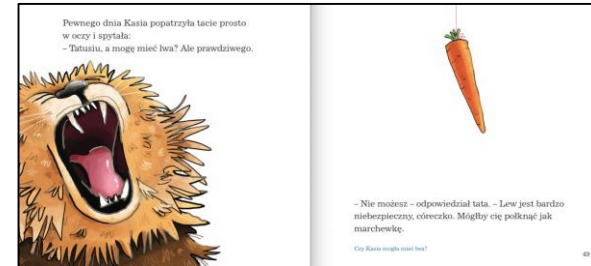 Pewnego dnia Kasia popatrzyła tacie prosto
w oczy i spytała:
– Tatusiu, a mogę mieć lwa? Ale prawdziwego.
– Nie możesz – odpowiedział tata. – Lew jest bardzo
niebezpieczny, córeczko. Mógłby cię połknąć jak
marchewkę.
Czy Kasia mogła mieć lwa?
49